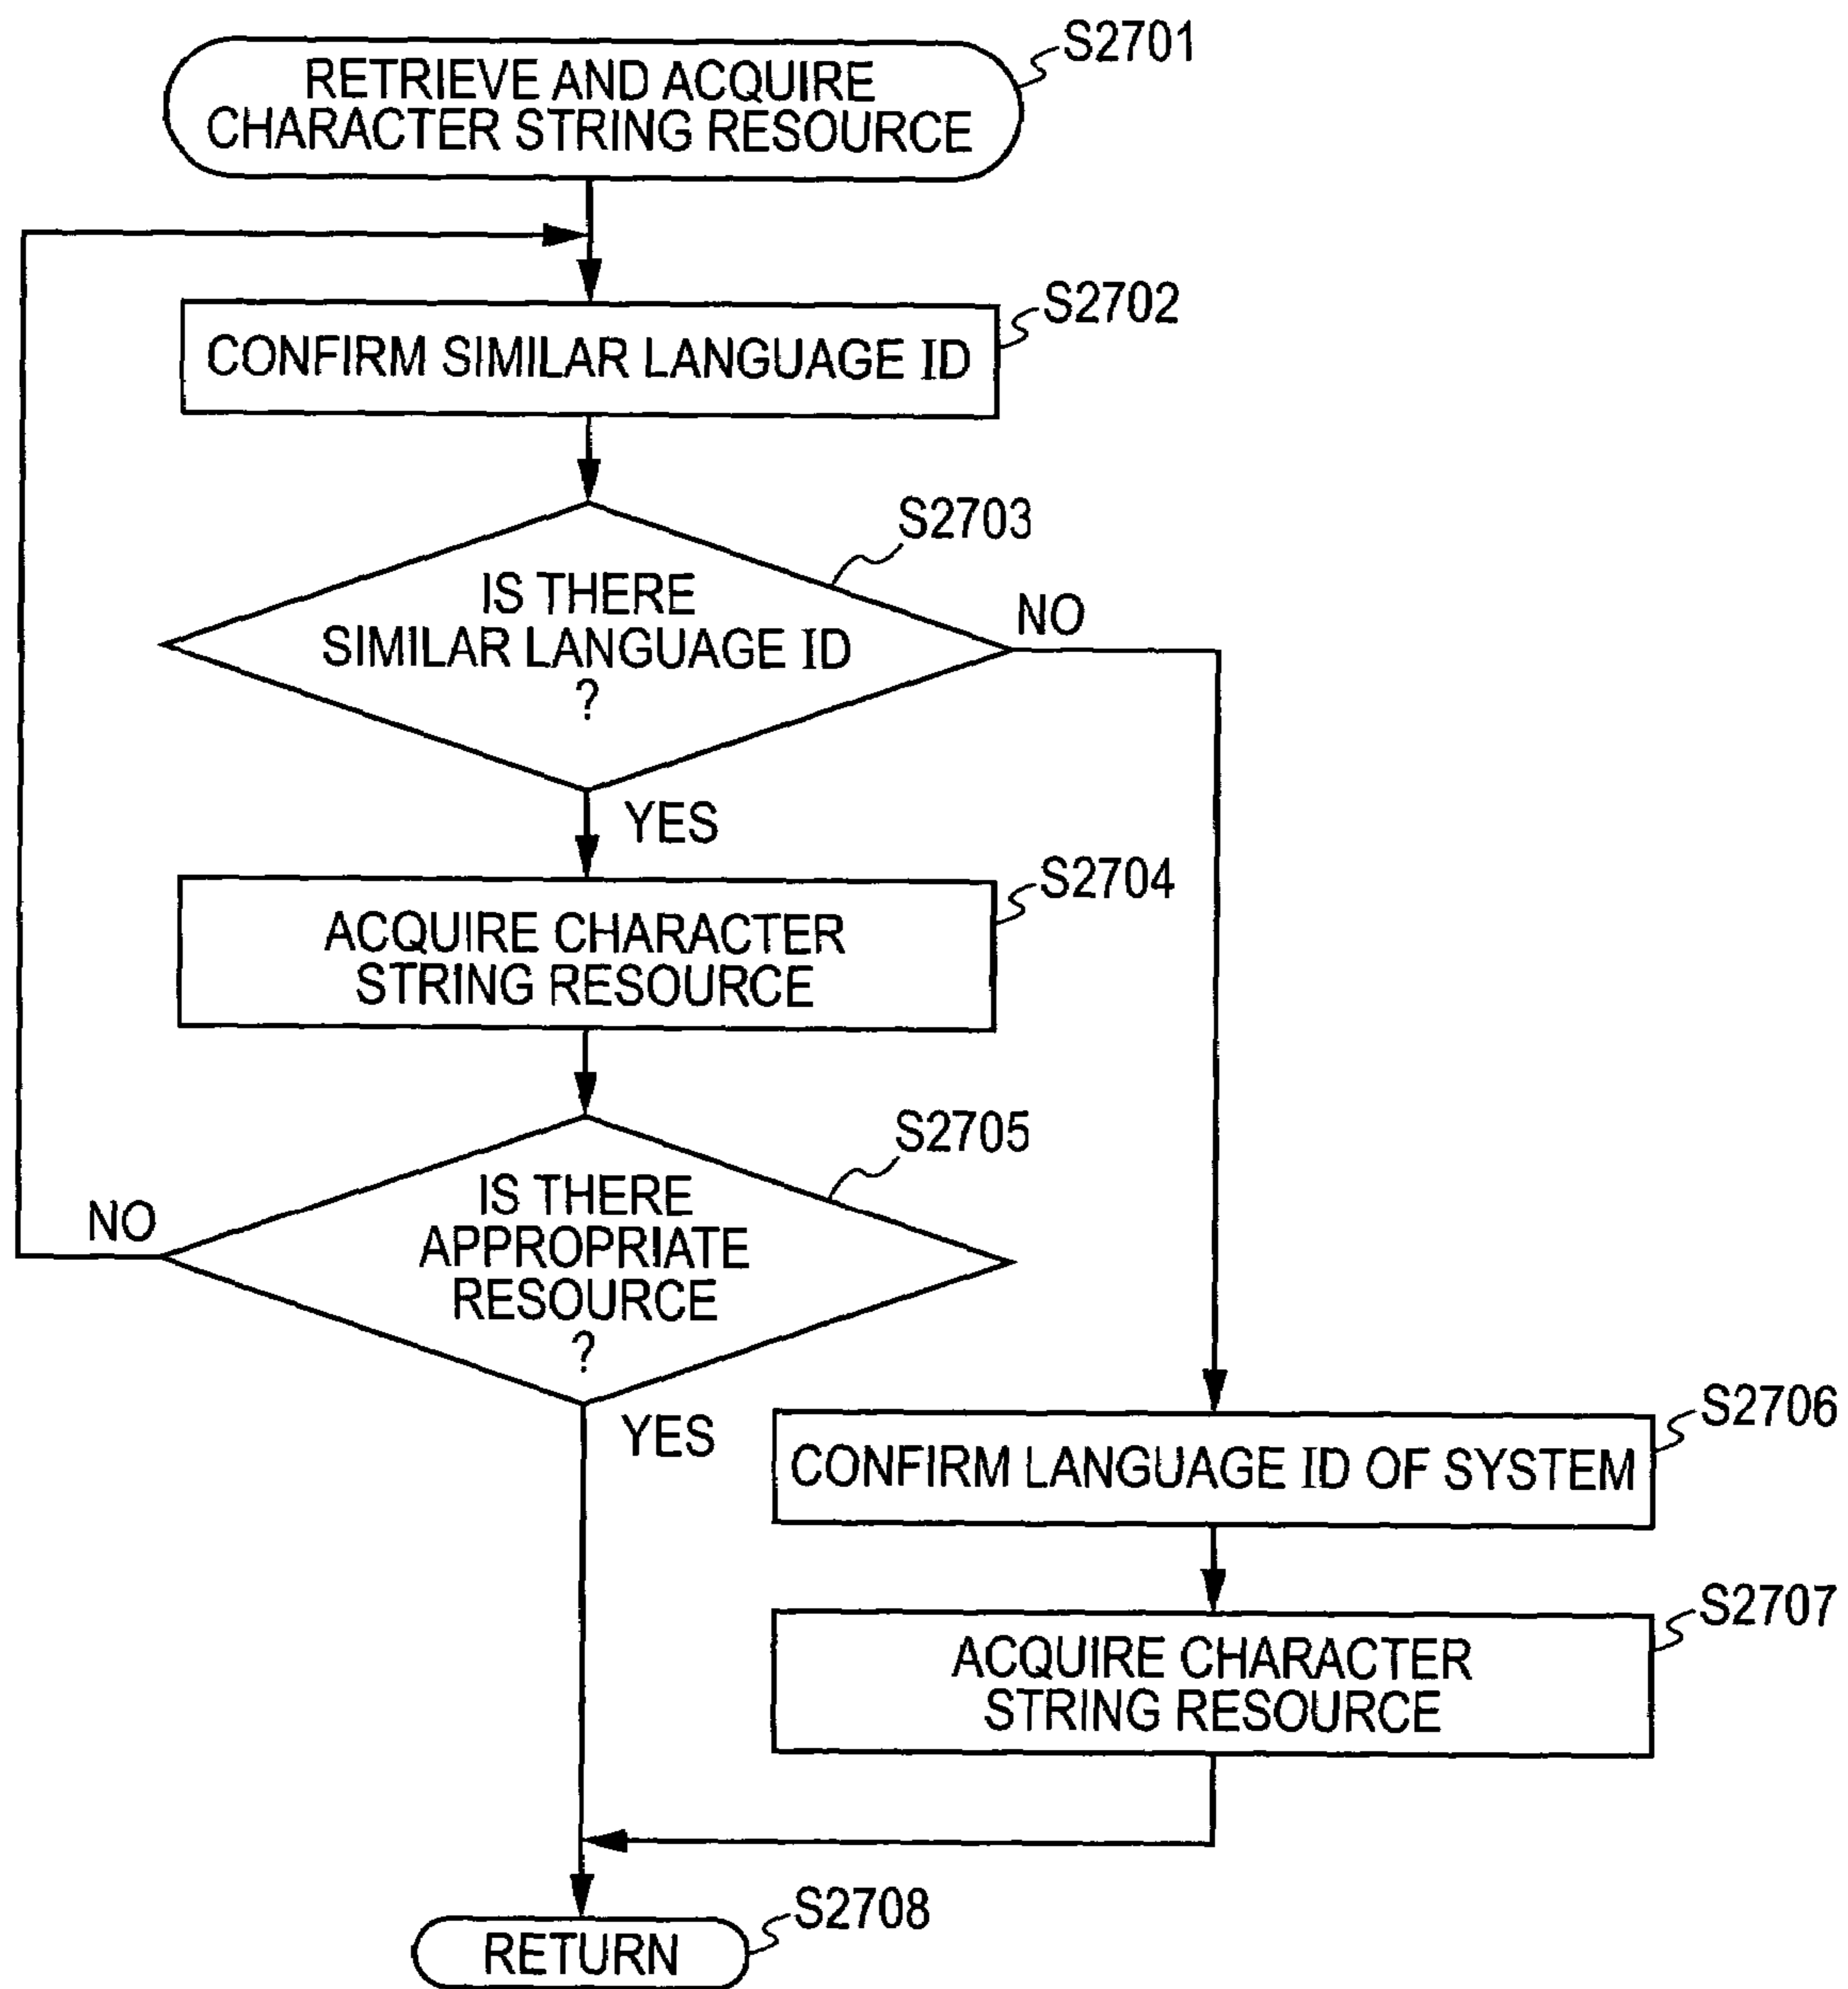 S2701
RETRIEVE AND ACQUIRE
CHARACTER STRING RESOURCE
S2702
CONFIRM SIMILAR LANGUAGE ID
S2703
IS THERE
SIMILAR LANGUAGE ID
?
NO
YES
S2704
ACQUIRE CHARACTER
STRING RESOURCE
S2705
IS THERE
APPROPRIATE
RESOURCE
?
NO
YES
S2706
CONFIRM LANGUAGE ID OF SYSTEM
S2707
ACQUIRE CHARACTER
STRING RESOURCE
S2708
RETURN